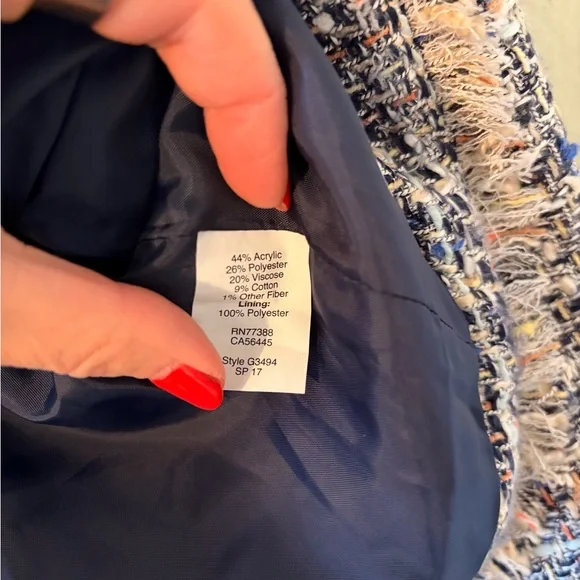 44% Acrylic
26% Polyester
20% Viscose
9% Cotton
1% Other Fiber
Lining:
100% Polyester
RN77388
CA56445
Style G3494
SP 17